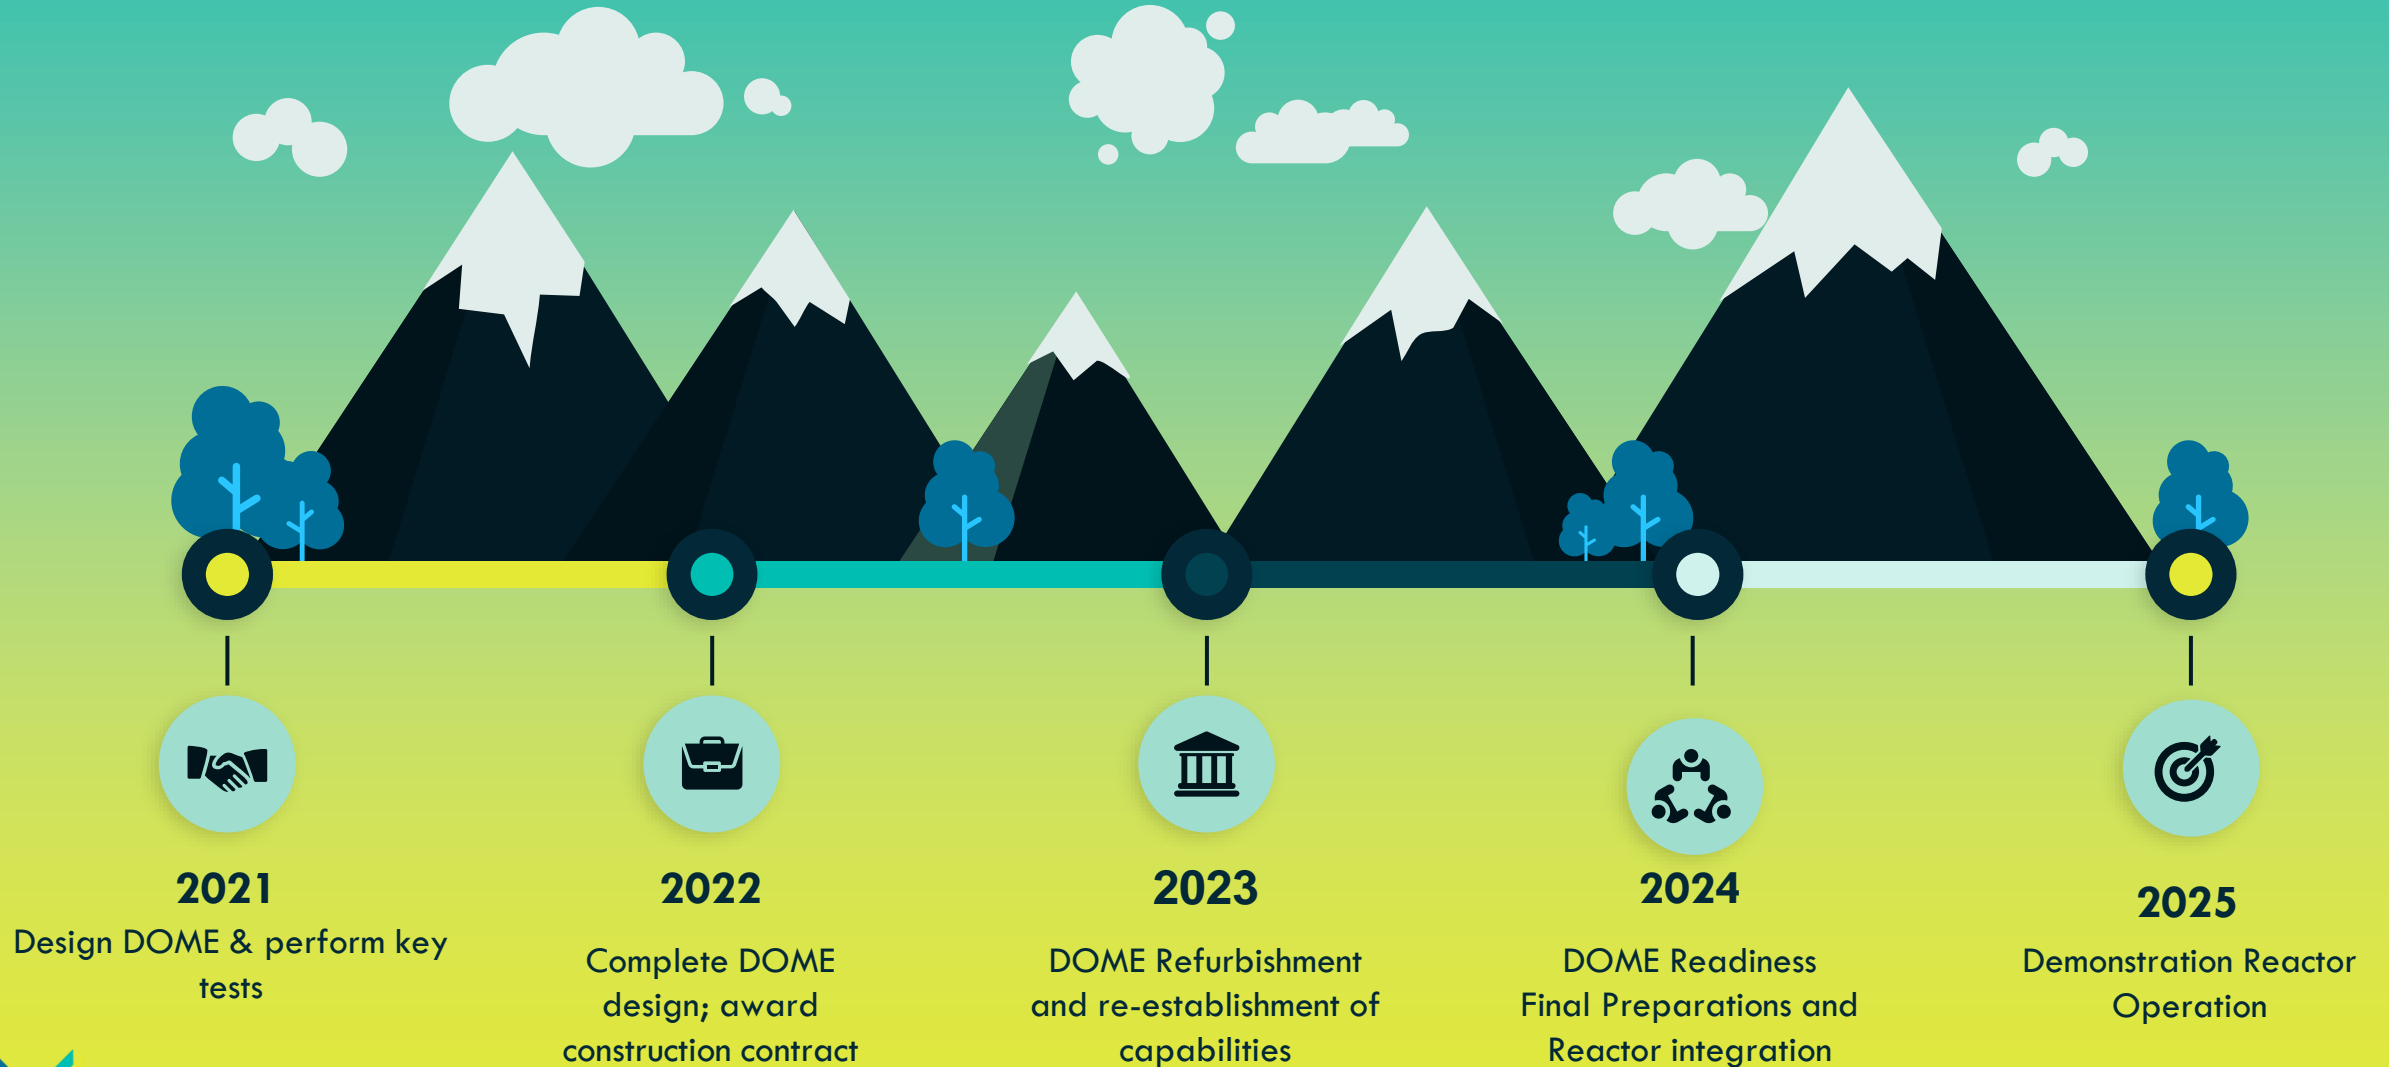 2021
Design DOME & perform key
tests
2022
Complete DOME
design; award
construction contract
2023
DOME Refurbishment
and re-establishment of
capabilities
2024
DOME Readiness
Final Preparations and
Reactor integration
2025
Demonstration Reactor
Operation